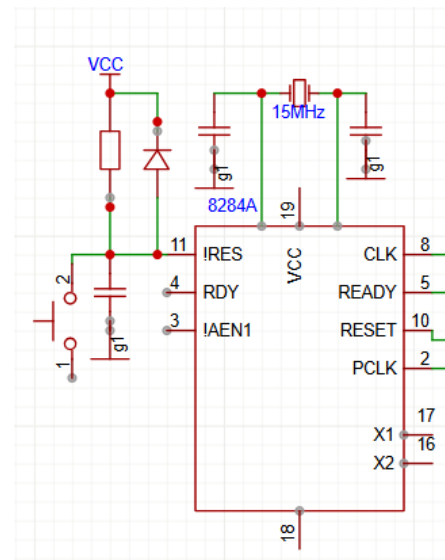 VCC
15MHz
g1
g1
8284A
19
VCC
11
!RES
CLK
8
2
4
RDY
READY
5
3
!AEN1
RESET
10
g1
1
PCLK
2
X1
17
X2
16
18